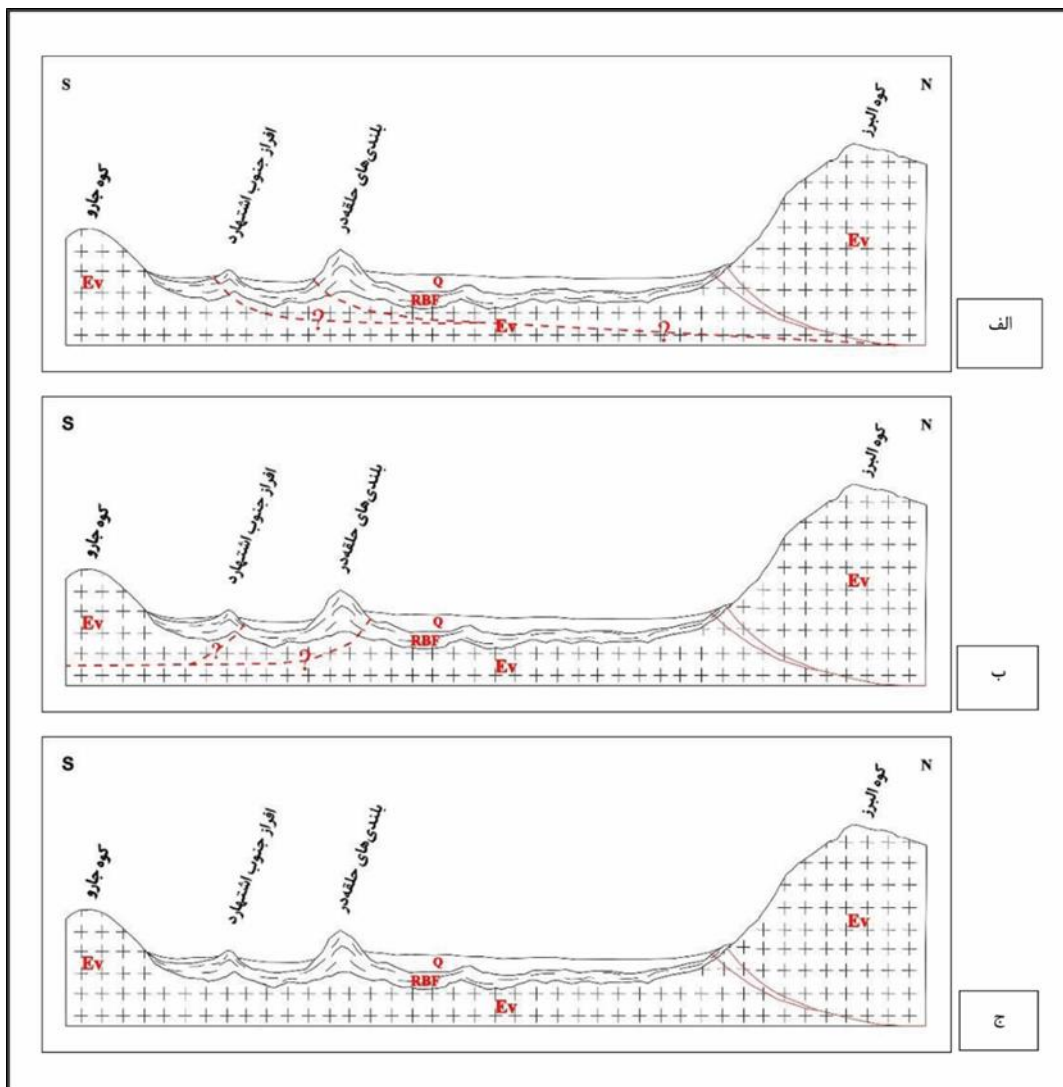 S
N
کوه جارو
افراز جنوب اشتهارد
بلندی‌های حلقه‌در
کوه البرز
Ev
Ev
Q
RBF
Ev
?
?
الف
S
N
کوه جارو
افراز جنوب اشتهارد
بلندی‌های حلقه‌در
کوه البرز
Ev
Ev
Q
RBF
Ev
?
?
ب
S
N
کوه جارو
افراز جنوب اشتهارد
بلندی‌های حلقه‌در
کوه البرز
Ev
Ev
Q
RBF
Ev
ج